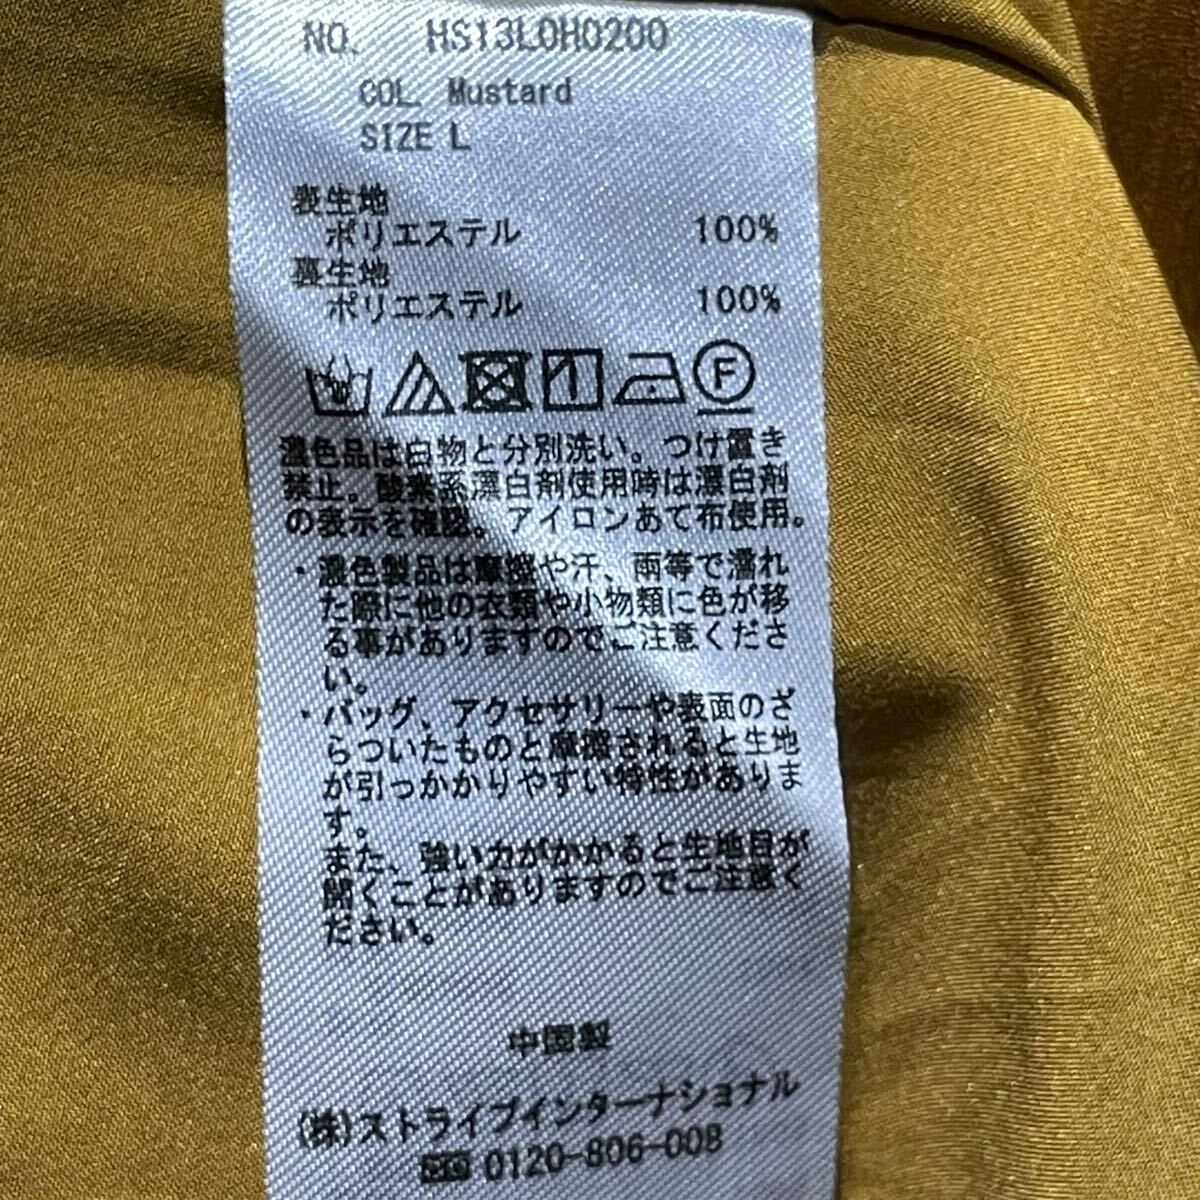 NO. HS13L0H0200
COL. Mustard
SIZE L
表生地
ポリエステル 100%
裏生地
ポリエステル 100%
F
濃色品は白物と分別洗い。つけ置き
禁止。酸素系漂白剤使用時は漂白剤
の表示を確認。アイロンあて布使用。
・濃色製品は摩擦や汗、雨等で濡れ
た際に他の衣類や小物類に色が移
る事がありますのでご注意くださ
い。
・バッグ、アクセサリーや表面のざ
らついたものと摩擦されると生地
が引っかかりやすい特性がありま
す。
また、強い力がかかると生地目が
開くことがありますのでご注意く
ださい。
中国製
(株)ストライプインターナショナル
0120-806-008